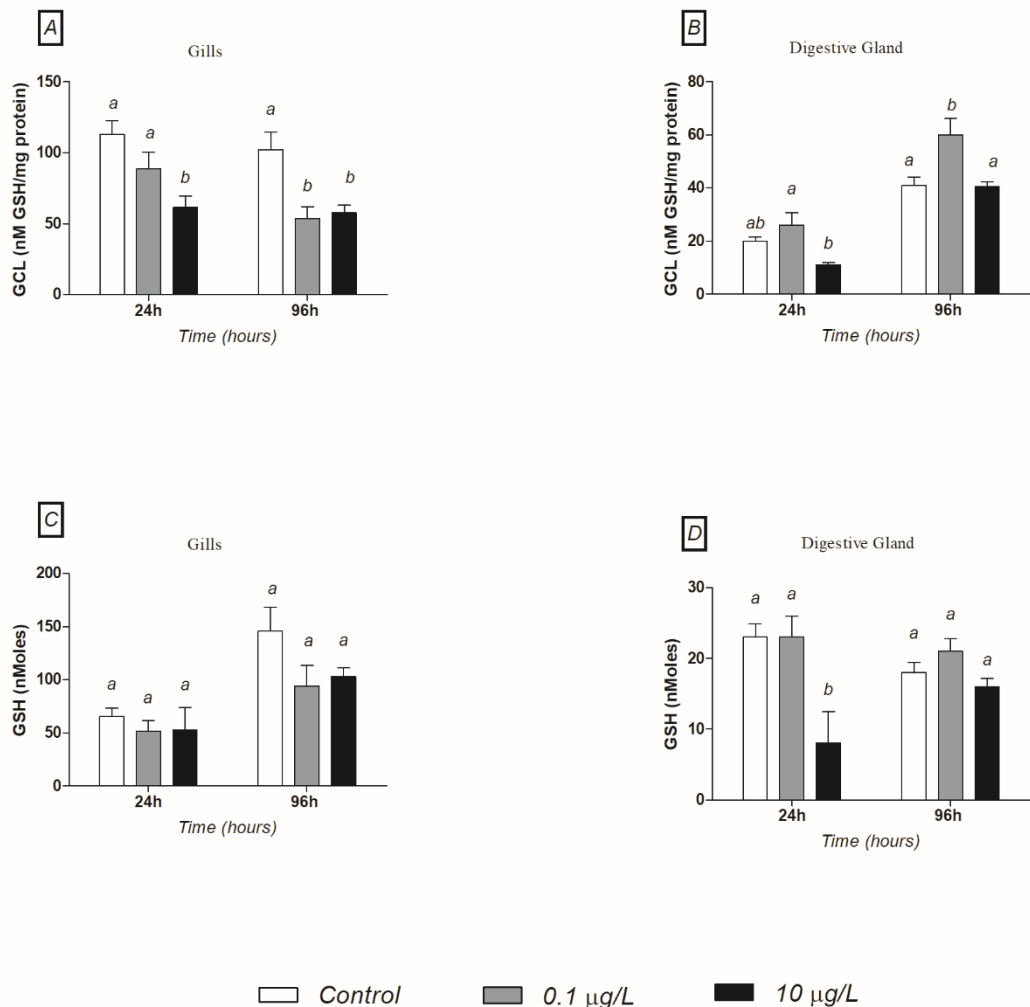 A
Gills
GCL (nM GSH/mg protein)
150
100
50
0
a
a
b
a
b
b
24h
96h
Time (hours)
B
Digestive Gland
GCL (nM GSH/mg protein)
80
60
40
20
0
ab
a
b
a
b
a
24h
96h
Time (hours)
C
Gills
GSH (nMoles)
200
150
100
50
0
a
a
a
a
a
a
24h
96h
Time (hours)
D
Digestive Gland
GSH (nMoles)
30
20
10
0
a
a
b
a
a
a
24h
96h
Time (hours)
Control
0.1 μg/L
10 μg/L